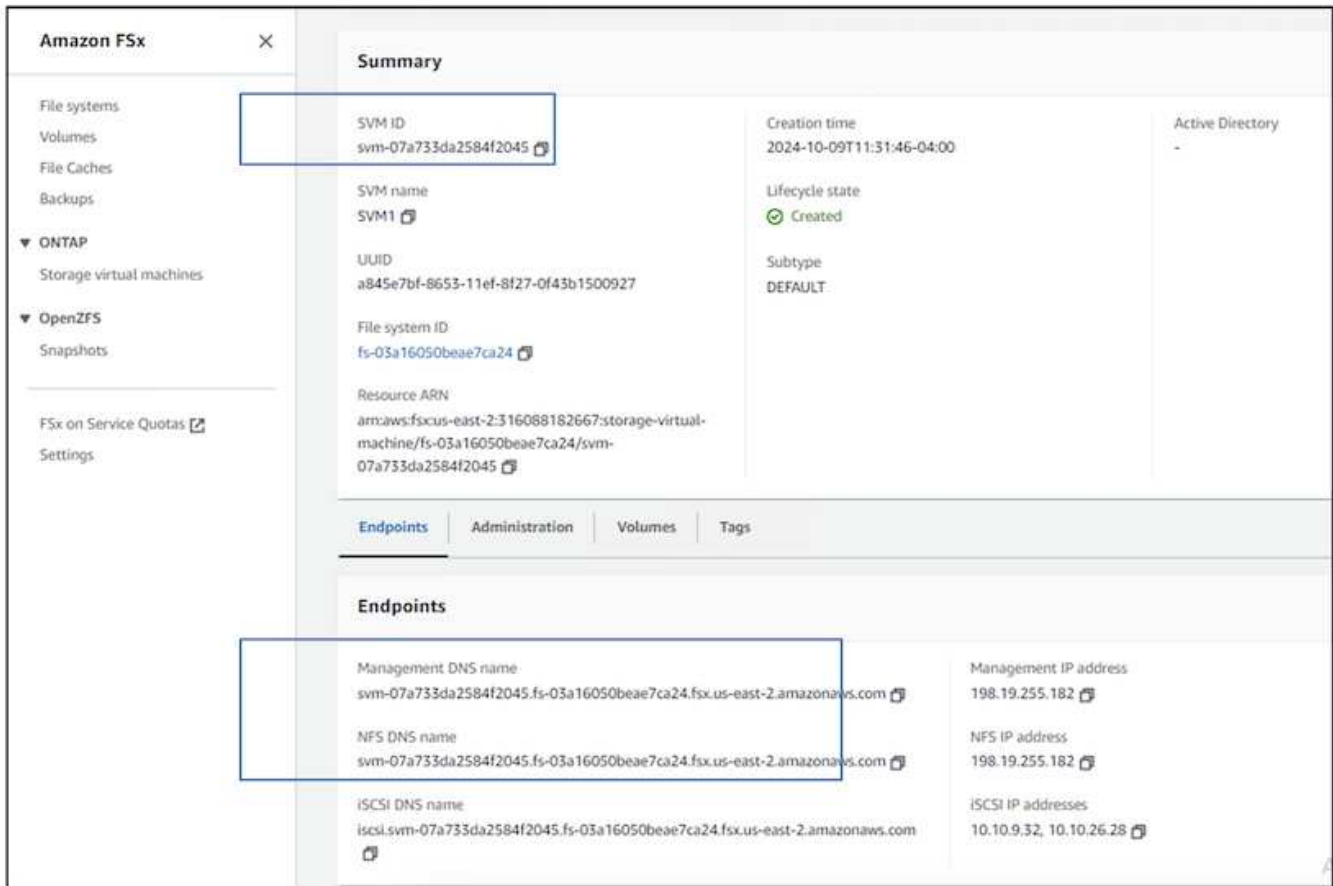 Amazon FSx
File systems
Volumes
File Caches
Backups
ONTAP
Storage virtual machines
OpenZFS
Snapshots
FSx on Service Quotas
Settings
Summary
SVM ID
svm-07a733da2584f2045
SVM name
SVM1
UUID
a845e7bf-8653-11ef-8f27-0f43b1500927
File system ID
fs-03a16050beae7ca24
Resource ARN
arn:aws:fsx:us-east-2:316088182667:storage-virtual-
machine/fs-03a16050beae7ca24/svm-
07a733da2584f2045
Creation time
2024-10-09T11:31:46-04:00
Lifecycle state
Created
Subtype
DEFAULT
Active Directory
-
Endpoints
Administration
Volumes
Tags
Endpoints
Management DNS name
svm-07a733da2584f2045.fs-03a16050beae7ca24.fsx.us-east-2.amazonaws.com
NFS DNS name
svm-07a733da2584f2045.fs-03a16050beae7ca24.fsx.us-east-2.amazonaws.com
iSCSI DNS name
iscsi.svm-07a733da2584f2045.fs-03a16050beae7ca24.fsx.us-east-2.amazonaws.com
Management IP address
198.19.255.182
NFS IP address
198.19.255.182
iSCSI IP addresses
10.10.9.32, 10.10.26.28